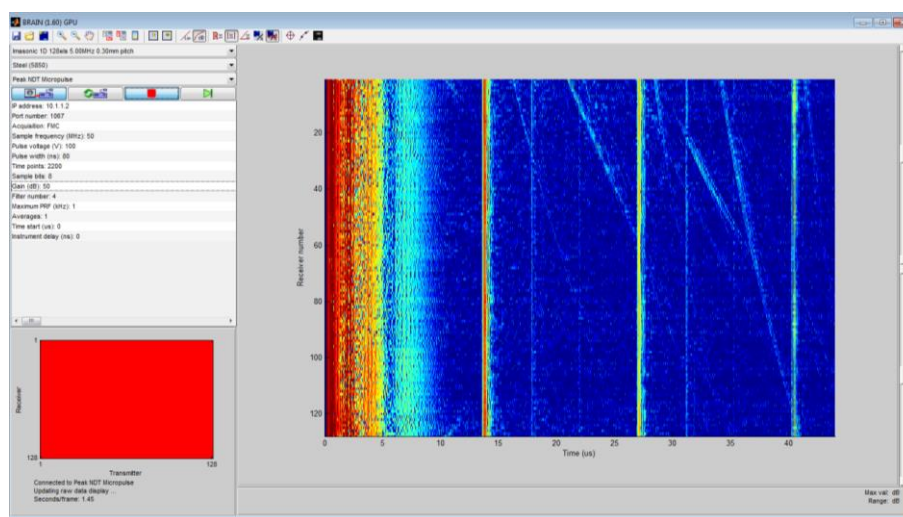 BRAIN (1.60) GPU
Imasonic 1D 128els 5.00MHz 0.30mm pitch
Steel (5850)
Peak NDT Micropulse
IP address: 10.1.1.2
Port number: 1067
Acquisition: FMC
Sample frequency (MHz): 50
Pulse voltage (V): 100
Pulse width (ns): 80
Time points: 2200
Sample bits: 8
Gain (dB): 50
Filter number: 4
Maximum PRF (kHz): 1
Averages: 1
Time start (us): 0
Instrument delay (ns): 0
Receiver number
20
40
60
80
100
120
0 5 10 15 20 25 30 35 40
Time (us)
1
Receiver
128
1 128
Transmitter
Connected to Peak NDT Micropulse
Updating raw data display ...
Seconds/frame: 1.45
Max val: dB
Range: dB